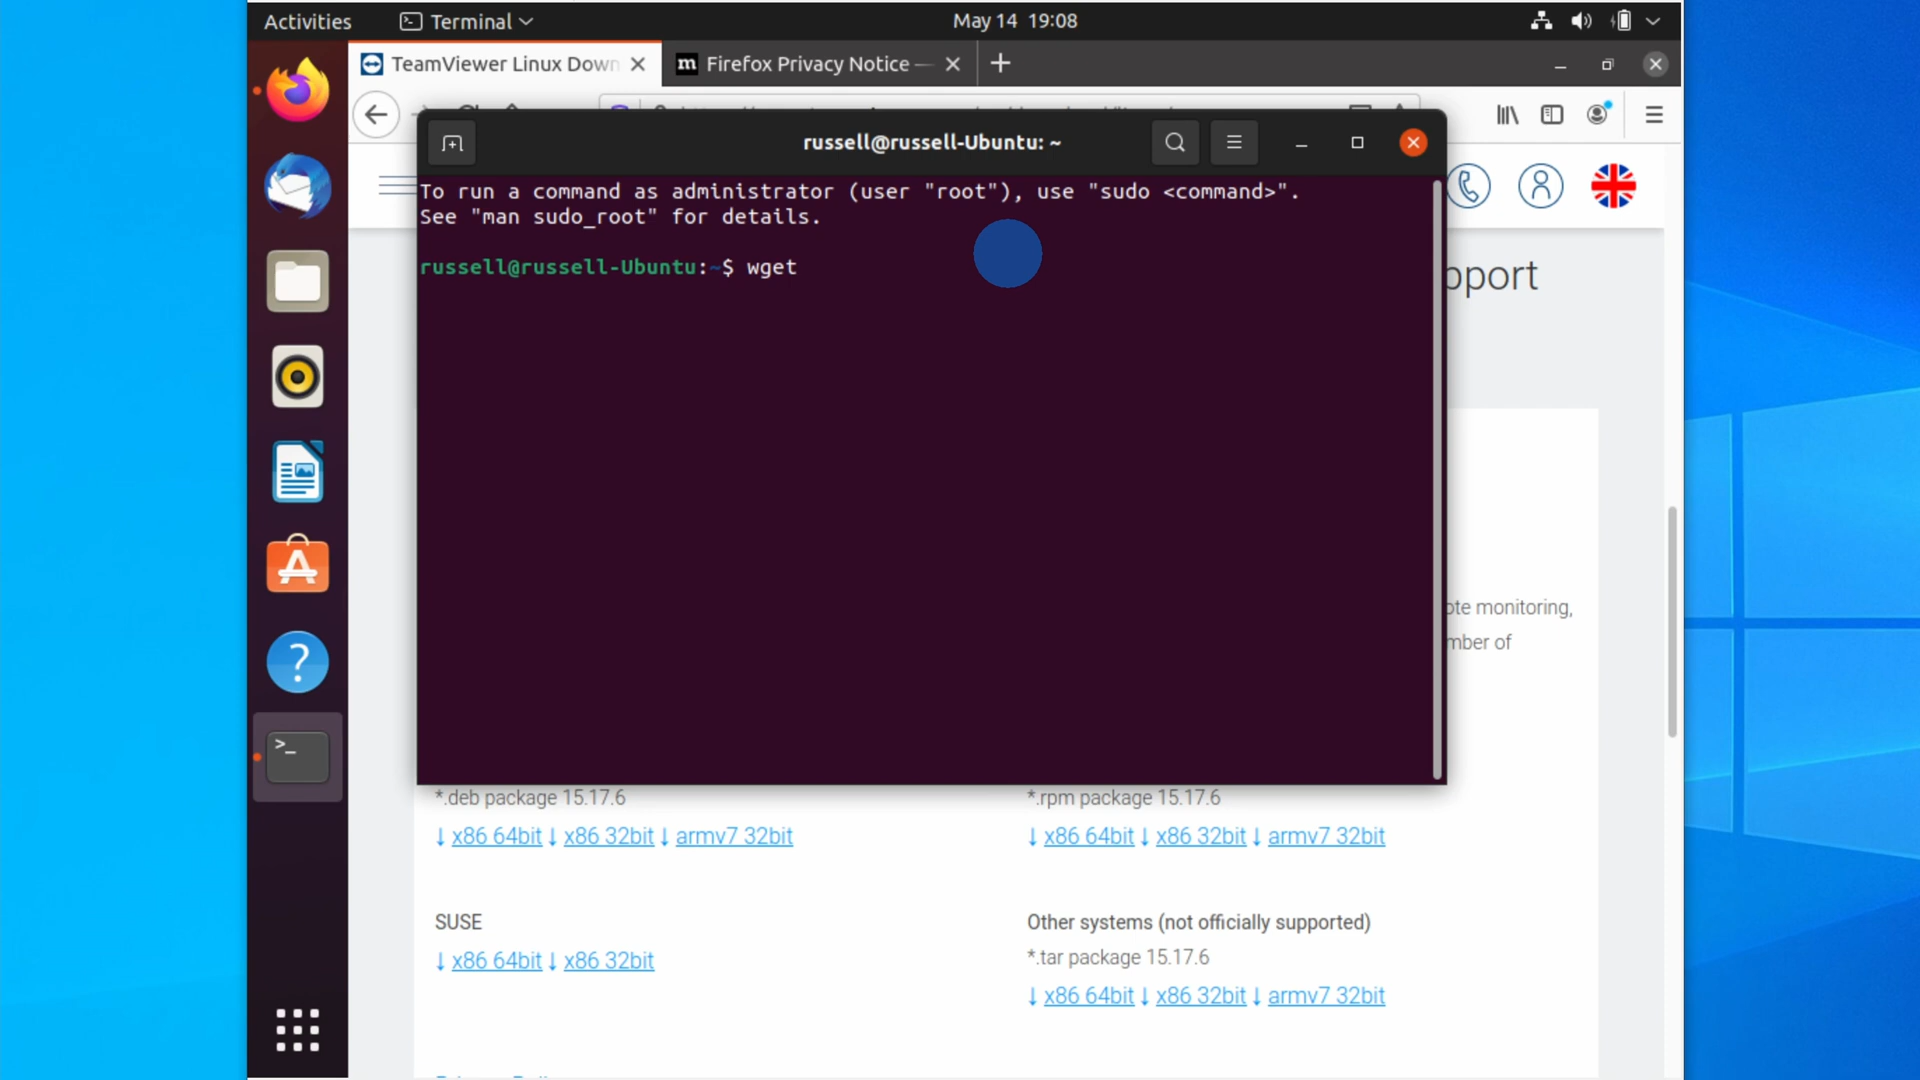 Activities
Terminal
May 14 19:08
TeamViewer Linux Down
Firefox Privacy Notice —
russell@russell-Ubuntu: ~
To run a command as administrator (user "root"), use "sudo <command>".
See "man sudo_root" for details.
russell@russell-Ubuntu:~$ wget
pport
ote monitoring,
mber of
*.deb package 15.17.6
*.rpm package 15.17.6
↓ x86 64bit ↓ x86 32bit ↓ armv7 32bit
↓ x86 64bit ↓ x86 32bit ↓ armv7 32bit
SUSE
↓ x86 64bit ↓ x86 32bit
Other systems (not officially supported)
*.tar package 15.17.6
↓ x86 64bit ↓ x86 32bit ↓ armv7 32bit